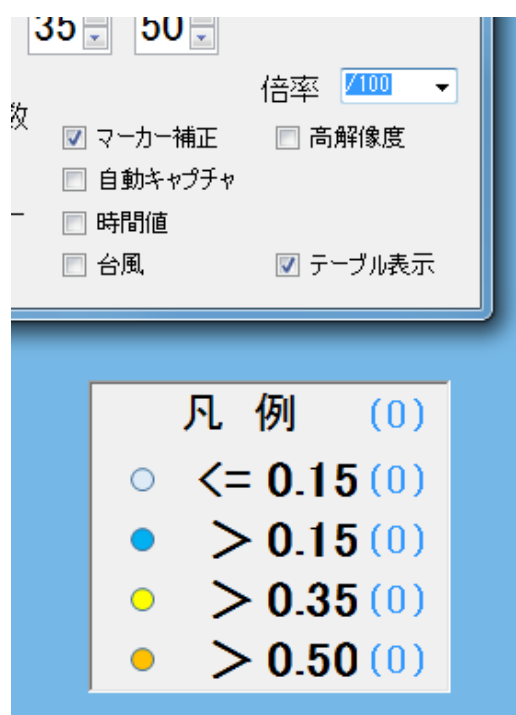 35 50
倍率 /100
数
マーカー補正 高解像度
自動キャプチャ
ー 時間値
台風 テーブル表示
凡 例 (0)
<= 0.15 (0)
> 0.15 (0)
> 0.35 (0)
> 0.50 (0)